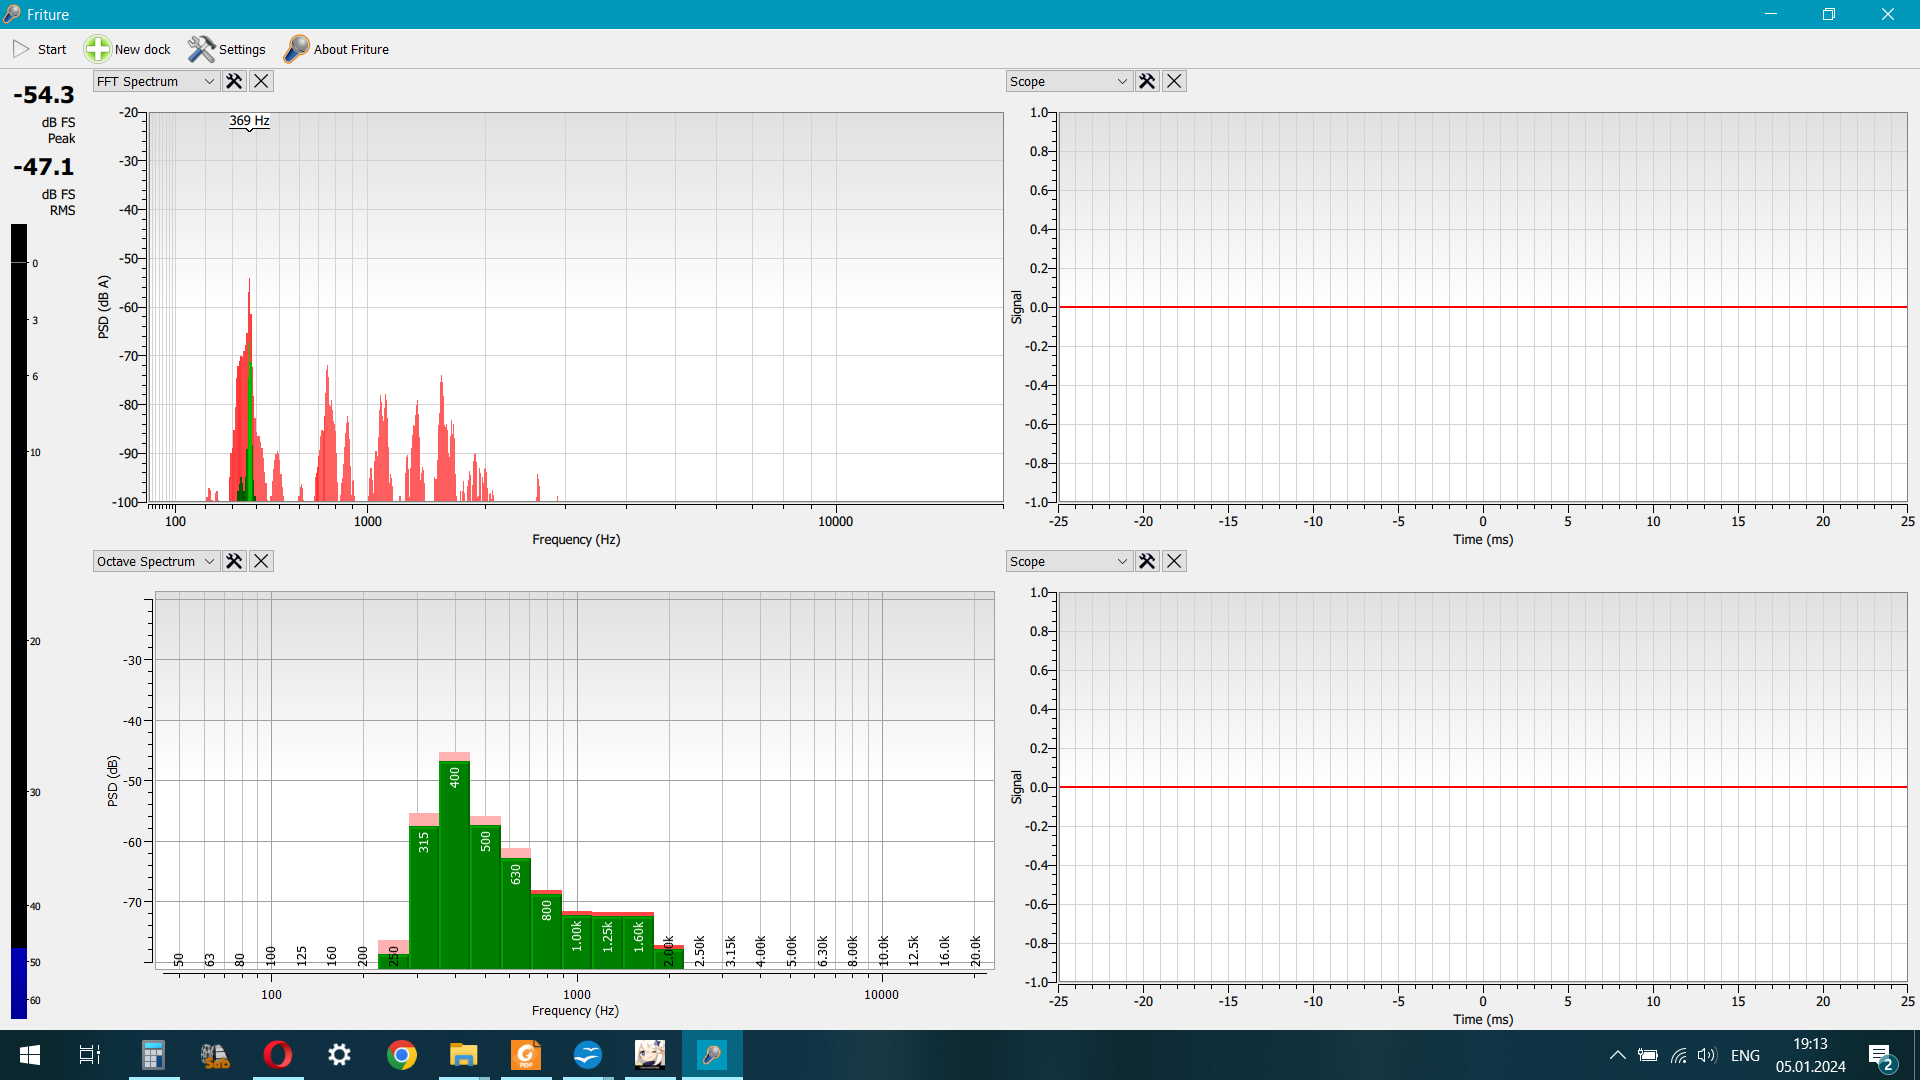 Friture
Start New dock Settings About Friture
-54.3
dB FS
Peak
-47.1
dB FS
RMS
0
3
6
10
20
30
40
50
60
FFT Spectrum
369 Hz
-20
-30
-40
-50
-60
-70
-80
-90
-100
PSD (dB A)
100 1000 10000
Frequency (Hz)
Scope
1.0
0.8
0.6
0.4
0.2
0.0
-0.2
-0.4
-0.6
-0.8
-1.0
Signal
-25 -20 -15 -10 -5 0 5 10 15 20 25
Time (ms)
Octave Spectrum
-30
-40
-50
-60
-70
PSD (dB)
50 63 80 100 125 160 200 250 315 400 500 630 800 1.00k 1.25k 1.60k 2.00k 2.50k 3.15k 4.00k 5.00k 6.30k 8.00k 10.0k 12.5k 16.0k 20.0k
100 1000 10000
Frequency (Hz)
Scope
1.0
0.8
0.6
0.4
0.2
0.0
-0.2
-0.4
-0.6
-0.8
-1.0
Signal
-25 -20 -15 -10 -5 0 5 10 15 20 25
Time (ms)
Sab
PDF
ENG
19:13
05.01.2024
2